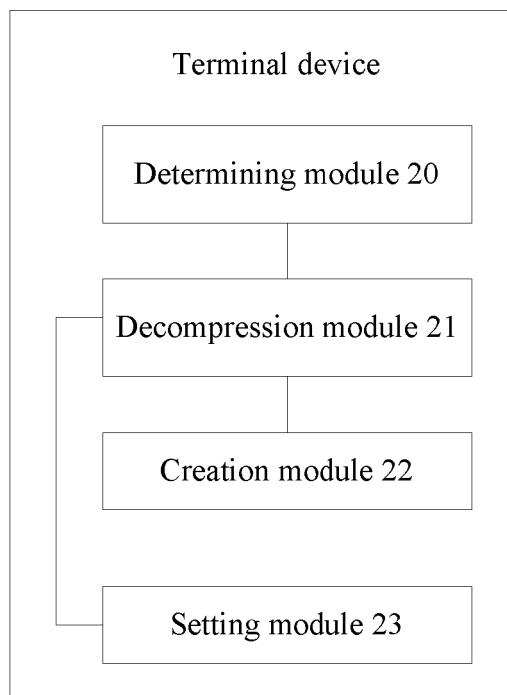 Terminal device
Determining module 20
Decompression module 21
Creation module 22
Setting module 23